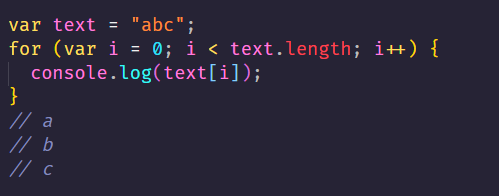 var text = "abc";
for (var i = 0; i < text.length; i++) {
  console.log(text[i]);
}
// a
// b
// c